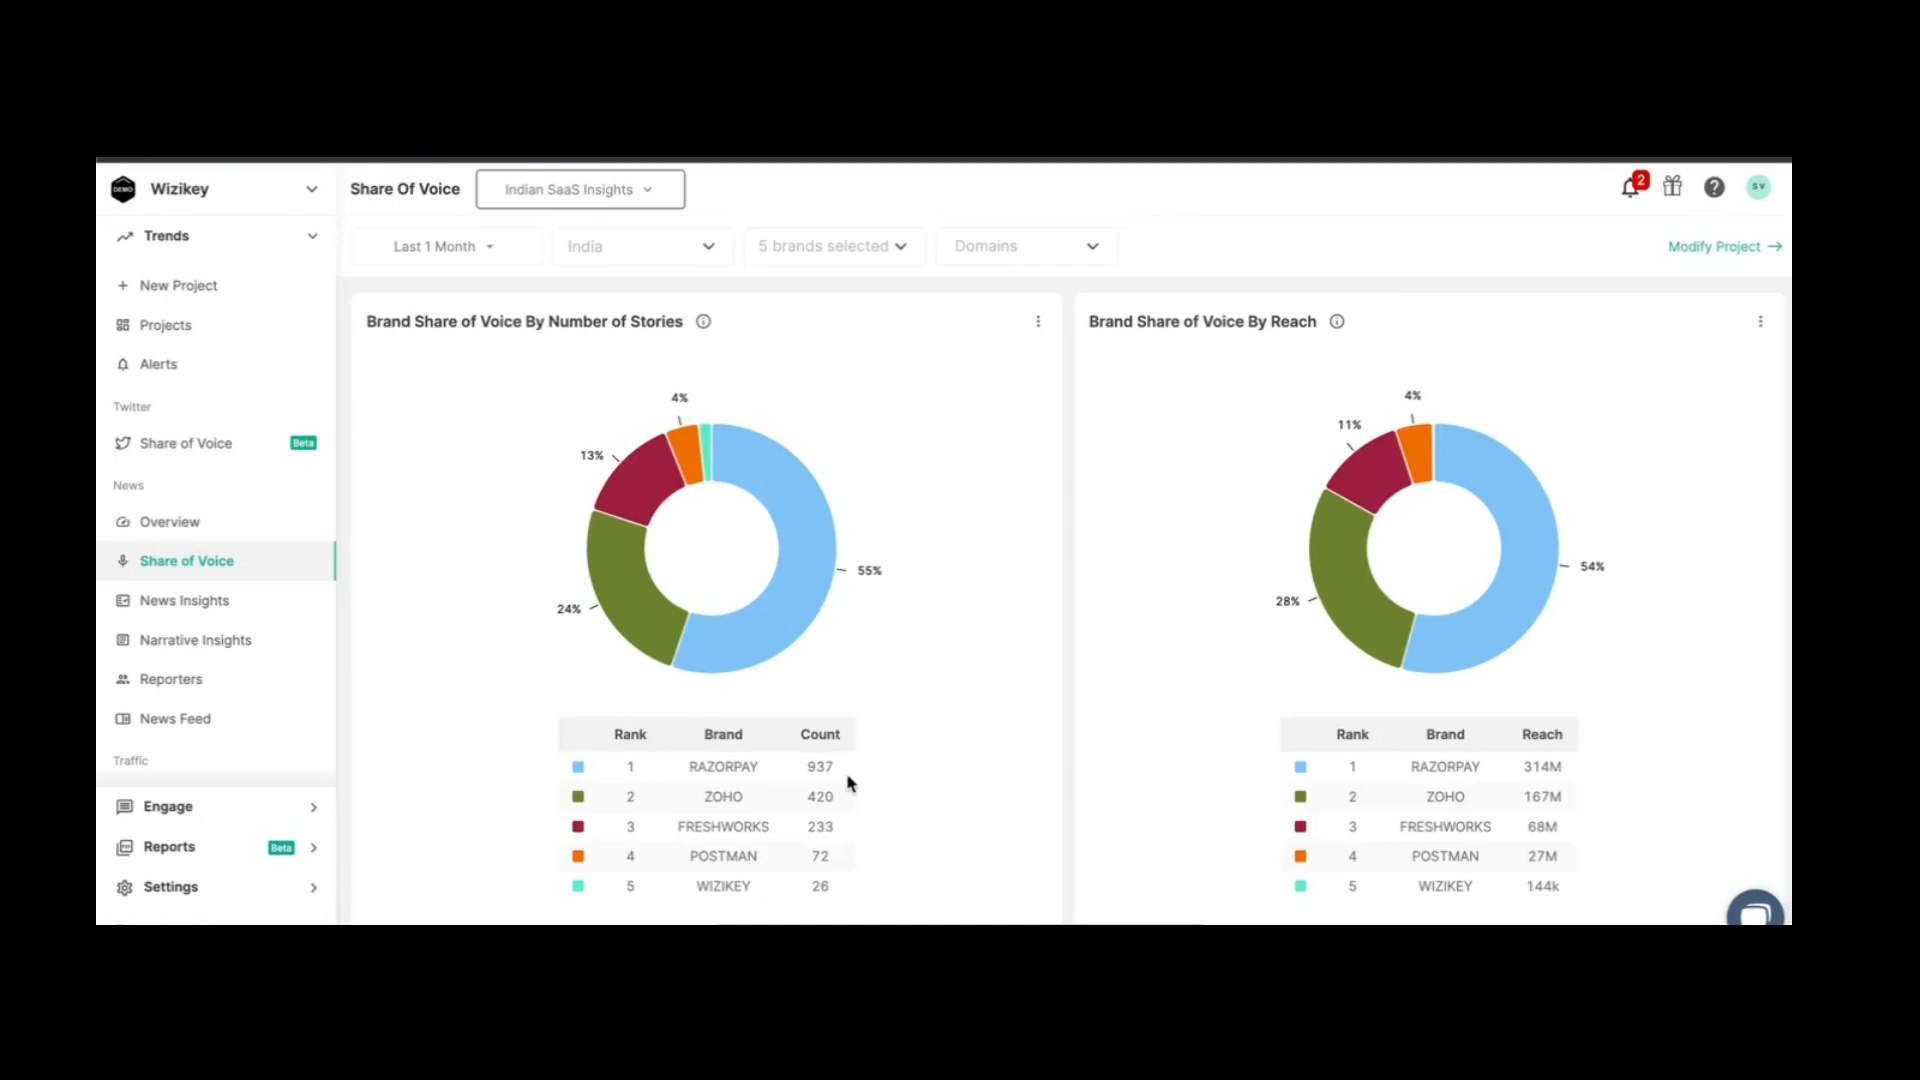 DEMO Wizikey
Share Of Voice
Indian SaaS Insights
2
SV
Trends
Last 1 Month
India
5 brands selected
Domains
Modify Project
New Project
Projects
Alerts
Twitter
Share of Voice Beta
News
Overview
Share of Voice
News Insights
Narrative Insights
Reporters
News Feed
Traffic
Engage
Reports Beta
Settings
Brand Share of Voice By Number of Stories
4%
13%
55%
24%
Rank Brand Count
1 RAZORPAY 937
2 ZOHO 420
3 FRESHWORKS 233
4 POSTMAN 72
5 WIZIKEY 26
Brand Share of Voice By Reach
4%
11%
54%
28%
Rank Brand Reach
1 RAZORPAY 314M
2 ZOHO 167M
3 FRESHWORKS 68M
4 POSTMAN 27M
5 WIZIKEY 144k